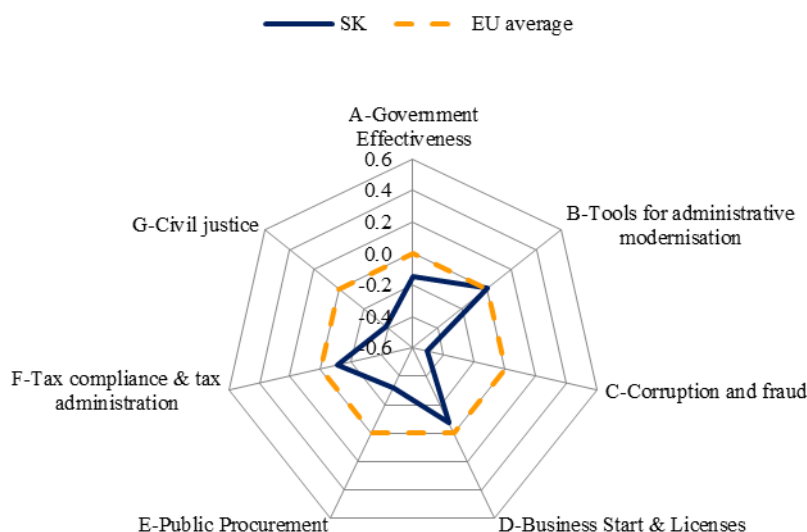 SK
EU average
A-Government
Effectiveness
0.6
0.4
0.2
0.0
-0.2
-0.4
-0.6
B-Tools for administrative
modernisation
C-Corruption and fraud
D-Business Start & Licenses
E-Public Procurement
F-Tax compliance & tax
administration
G-Civil justice